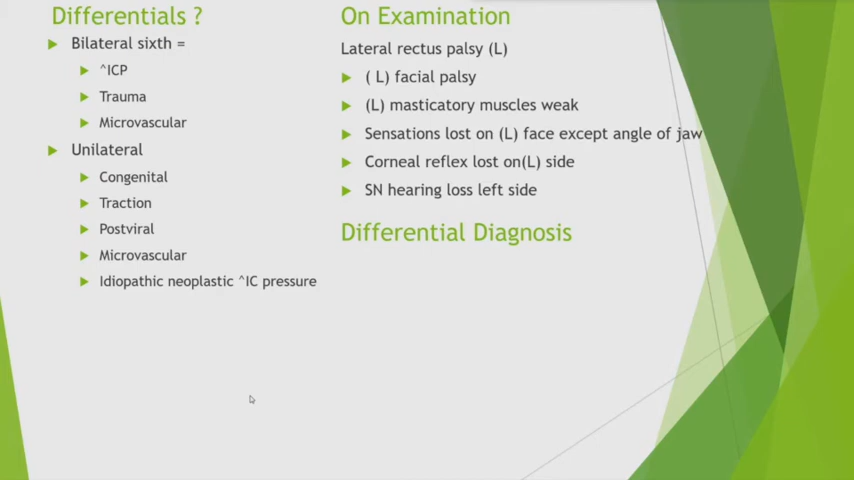 Differentials ?
Bilateral sixth =
^ICP
Trauma
Microvascular
Unilateral
Congenital
Traction
Postviral
Microvascular
Idiopathic neoplastic ^IC pressure
On Examination
Lateral rectus palsy (L)
( L) facial palsy
(L) masticatory muscles weak
Sensations lost on (L) face except angle of jaw
Corneal reflex lost on(L) side
SN hearing loss left side
Differential Diagnosis